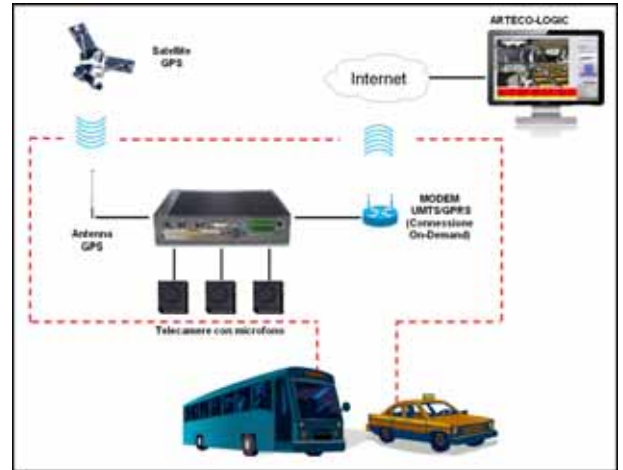 ARTECO-LOGIC
Satellite
GPS
Internet
MODEM
UMTS/GPRS
(Connessione
On-Demand)
Antenna
GPS
Telecamere con microfono